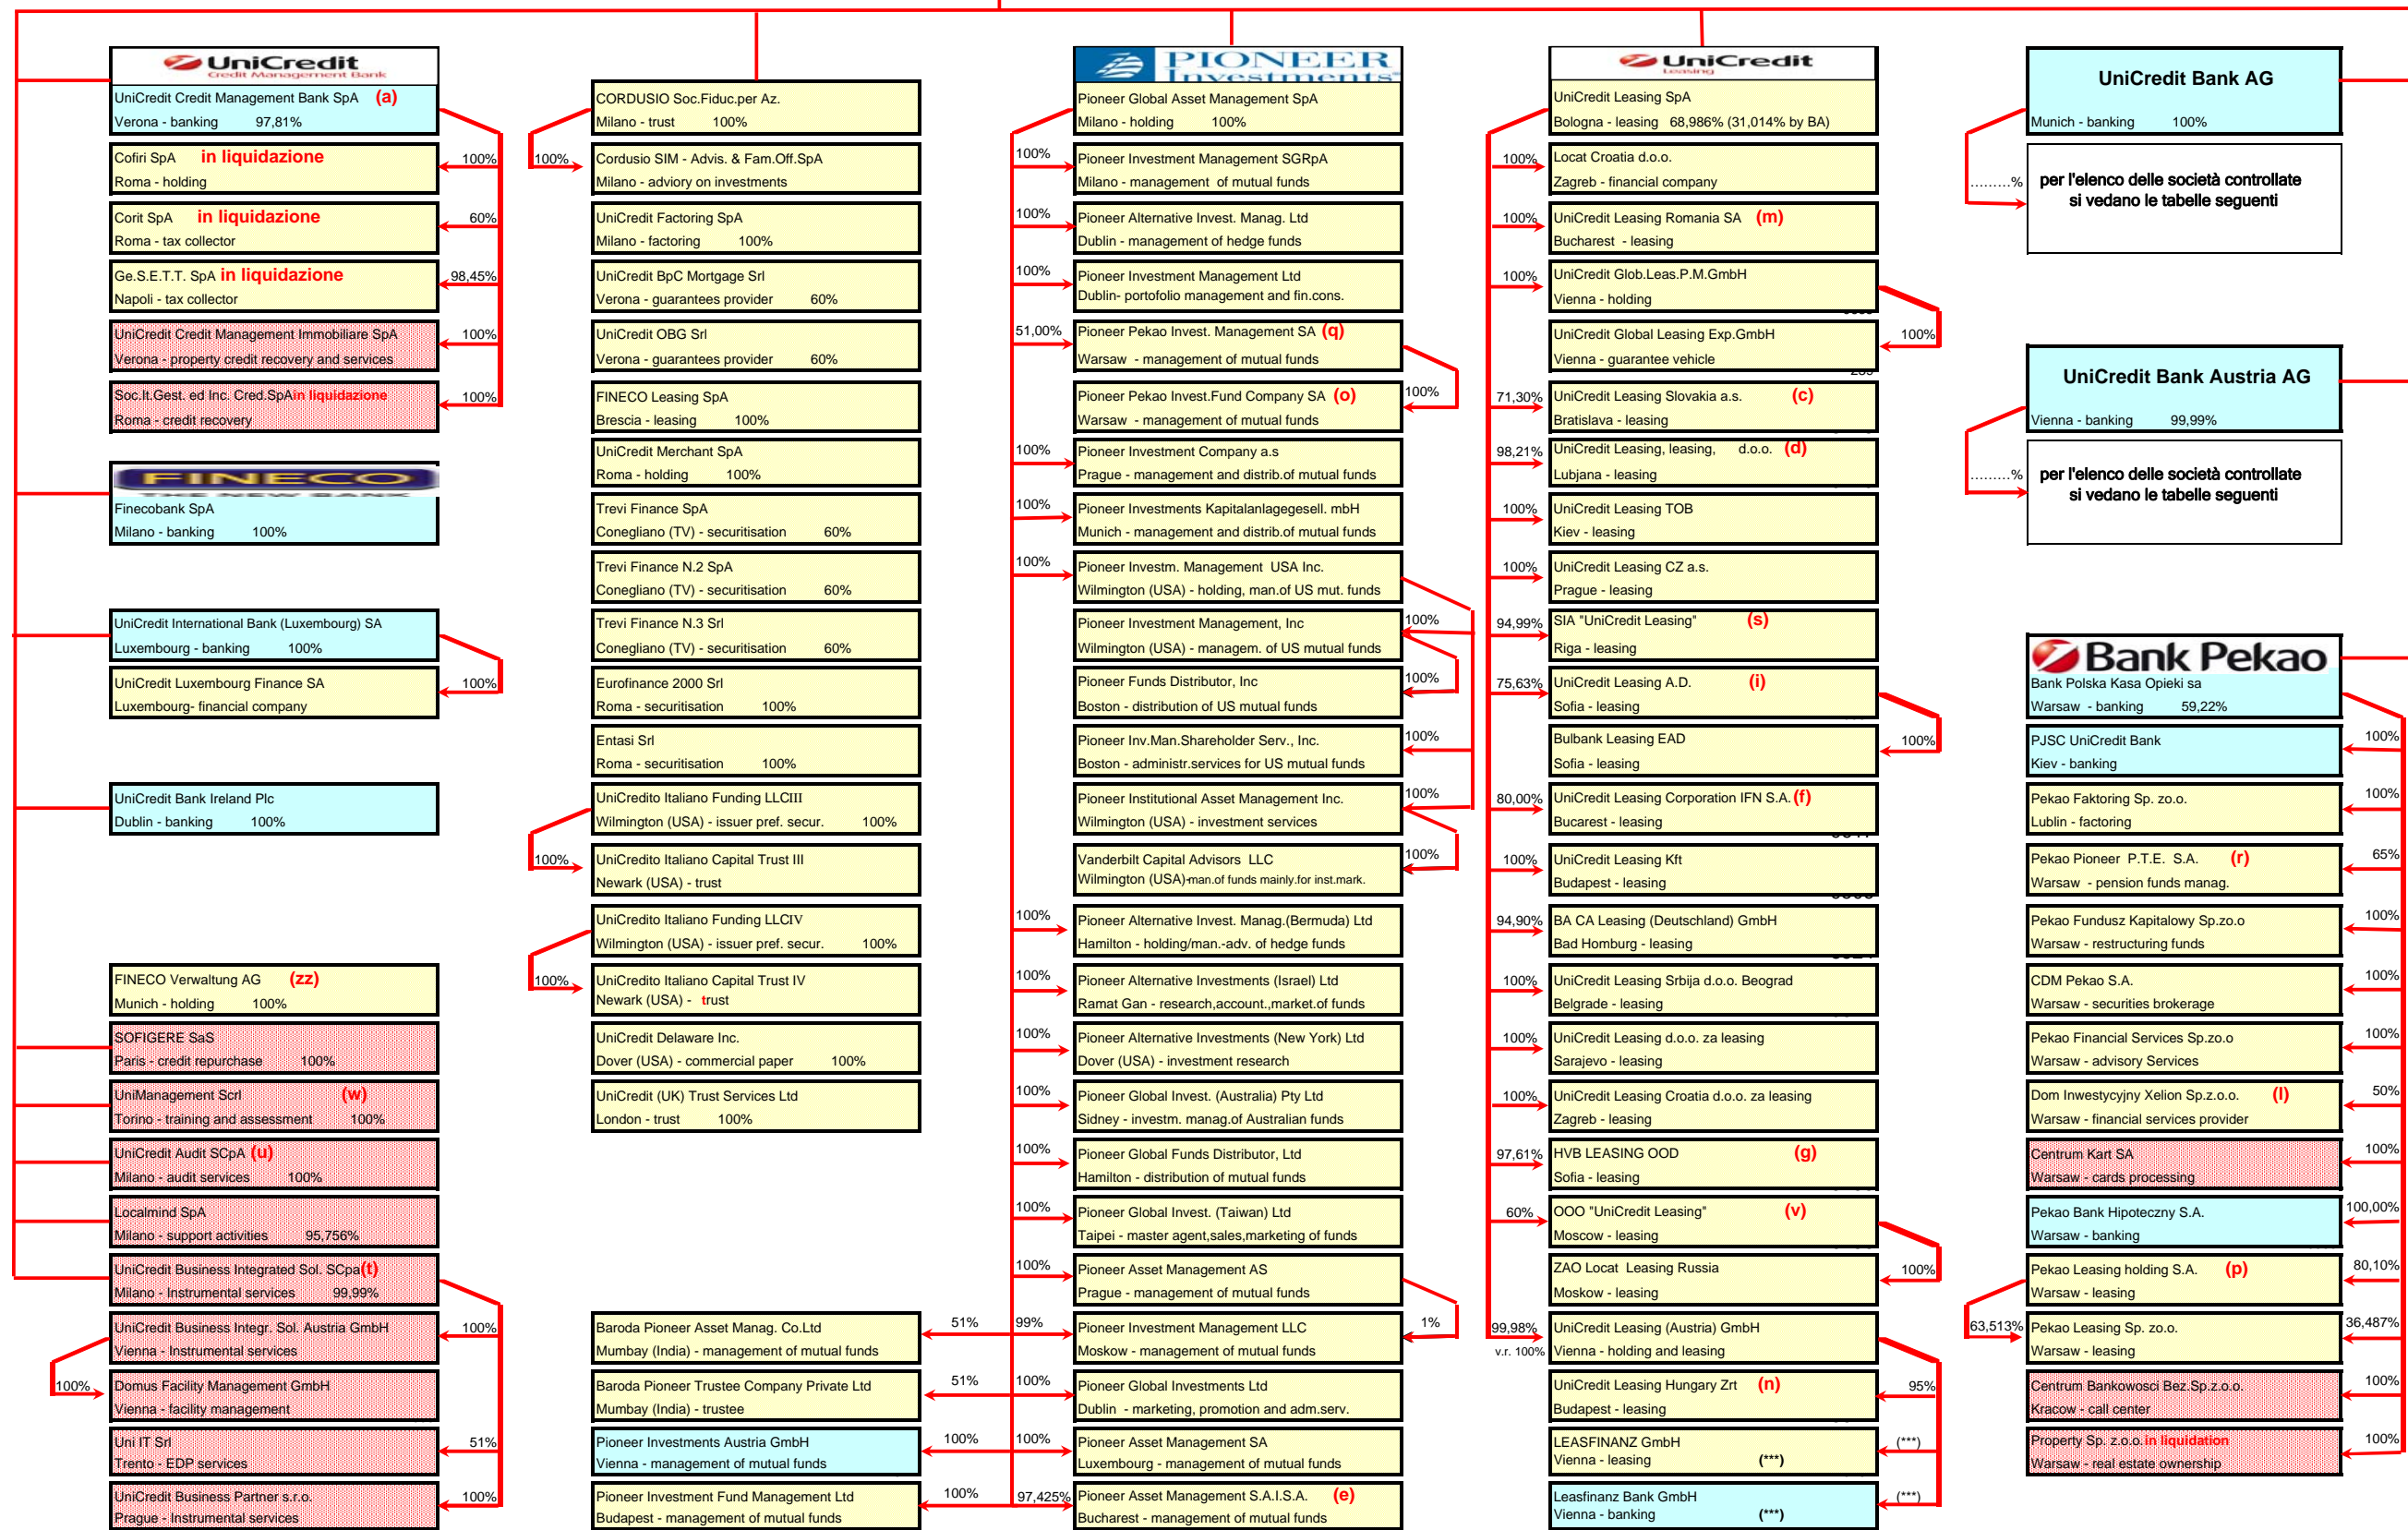 UniCredit
Credit Management Bank
UniCredit Credit Management Bank SpA (a)
Verona - banking 97,81%
Cofiri SpA in liquidazione
Roma - holding
100%
Corit SpA in liquidazione
Roma - tax collector
60%
Ge.S.E.T.T. SpA in liquidazione
Napoli - tax collector
98,45%
UniCredit Credit Management Immobiliare SpA
Verona - property credit recovery and services
100%
Soc.It.Gest. ed Inc. Cred.SpA in liquidazione
Roma - credit recovery
100%
FINECO
THE NEW BANK
Finecobank SpA
Milano - banking 100%
UniCredit International Bank (Luxembourg) SA
Luxembourg - banking 100%
UniCredit Luxembourg Finance SA
Luxembourg- financial company
100%
UniCredit Bank Ireland Plc
Dublin - banking 100%
FINECO Verwaltung AG (zz)
Munich - holding 100%
SOFIGERE SaS
Paris - credit repurchase 100%
UniManagement Scrl (w)
Torino - training and assessment 100%
UniCredit Audit SCpA (u)
Milano - audit services 100%
Localmind SpA
Milano - support activities 95,756%
UniCredit Business Integrated Sol. SCpa (t)
Milano - Instrumental services 99,99%
UniCredit Business Integr. Sol. Austria GmbH
Vienna - Instrumental services
100%
100%
Domus Facility Management GmbH
Vienna - facility management
Uni IT Srl
Trento - EDP services
51%
UniCredit Business Partner s.r.o.
Prague - Instrumental services
100%
CORDUSIO Soc.Fiduc.per Az.
Milano - trust 100%
100%
Cordusio SIM - Advis. & Fam.Off.SpA
Milano - adviory on investments
UniCredit Factoring SpA
Milano - factoring 100%
UniCredit BpC Mortgage Srl
Verona - guarantees provider 60%
UniCredit OBG Srl
Verona - guarantees provider 60%
FINECO Leasing SpA
Brescia - leasing 100%
UniCredit Merchant SpA
Roma - holding 100%
Trevi Finance SpA
Conegliano (TV) - securitisation 60%
Trevi Finance N.2 SpA
Conegliano (TV) - securitisation 60%
Trevi Finance N.3 Srl
Conegliano (TV) - securitisation 60%
Eurofinance 2000 Srl
Roma - securitisation 100%
Entasi Srl
Roma - securitisation 100%
UniCredito Italiano Funding LLCIII
Wilmington (USA) - issuer pref. secur. 100%
100%
UniCredito Italiano Capital Trust III
Newark (USA) - trust
UniCredito Italiano Funding LLCIV
Wilmington (USA) - issuer pref. secur. 100%
100%
UniCredito Italiano Capital Trust IV
Newark (USA) - trust
UniCredit Delaware Inc.
Dover (USA) - commercial paper 100%
UniCredit (UK) Trust Services Ltd
London - trust 100%
Baroda Pioneer Asset Manag. Co.Ltd
Mumbay (India) - management of mutual funds
51%
Baroda Pioneer Trustee Company Private Ltd
Mumbay (India) - trustee
51%
Pioneer Investments Austria GmbH
Vienna - management of mutual funds
100%
Pioneer Investment Fund Management Ltd
Budapest - management of mutual funds
100%
PIONEER
Investments
Pioneer Global Asset Management SpA
Milano - holding 100%
100%
Pioneer Investment Management SGRpA
Milano - management of mutual funds
100%
Pioneer Alternative Invest. Manag. Ltd
Dublin - management of hedge funds
100%
Pioneer Investment Management Ltd
Dublin- portofolio management and fin.cons.
51,00%
Pioneer Pekao Invest. Management SA (q)
Warsaw - management of mutual funds
Pioneer Pekao Invest.Fund Company SA (o)
Warsaw - management of mutual funds
100%
100%
Pioneer Investment Company a.s
Prague - management and distrib.of mutual funds
100%
Pioneer Investments Kapitalanlagegesell. mbH
Munich - management and distrib.of mutual funds
100%
Pioneer Investm. Management USA Inc.
Wilmington (USA) - holding, man.of US mut. funds
Pioneer Investment Management, Inc
Wilmington (USA) - managem. of US mutual funds
100%
Pioneer Funds Distributor, Inc
Boston - distribution of US mutual funds
100%
Pioneer Inv.Man.Shareholder Serv., Inc.
Boston - administr.services for US mutual funds
100%
Pioneer Institutional Asset Management Inc.
Wilmington (USA) - investment services
100%
Vanderbilt Capital Advisors LLC
Wilmington (USA)-man.of funds mainly.for inst.mark.
100%
100%
Pioneer Alternative Invest. Manag.(Bermuda) Ltd
Hamilton - holding/man.-adv. of hedge funds
100%
Pioneer Alternative Investments (Israel) Ltd
Ramat Gan - research,account.,market.of funds
100%
Pioneer Alternative Investments (New York) Ltd
Dover (USA) - investment research
100%
Pioneer Global Invest. (Australia) Pty Ltd
Sidney - investm. manag.of Australian funds
100%
Pioneer Global Funds Distributor, Ltd
Hamilton - distribution of mutual funds
100%
Pioneer Global Invest. (Taiwan) Ltd
Taipei - master agent,sales,marketing of funds
100%
Pioneer Asset Management AS
Prague - management of mutual funds
99%
Pioneer Investment Management LLC
Moskow - management of mutual funds
1%
100%
Pioneer Global Investments Ltd
Dublin - marketing, promotion and adm.serv.
100%
Pioneer Asset Management SA
Luxembourg - management of mutual funds
97,425%
Pioneer Asset Management S.A.I.S.A. (e)
Bucharest - management of mutual funds
UniCredit
Leasing
UniCredit Leasing SpA
Bologna - leasing 68,986% (31,014% by BA)
100%
Locat Croatia d.o.o.
Zagreb - financial company
100%
UniCredit Leasing Romania SA (m)
Bucharest - leasing
100%
UniCredit Glob.Leas.P.M.GmbH
Vienna - holding
UniCredit Global Leasing Exp.GmbH
Vienna - guarantee vehicle
100%
71,30%
UniCredit Leasing Slovakia a.s. (c)
Bratislava - leasing
98,21%
UniCredit Leasing, leasing, d.o.o. (d)
Lubjana - leasing
100%
UniCredit Leasing TOB
Kiev - leasing
100%
UniCredit Leasing CZ a.s.
Prague - leasing
94,99%
SIA "UniCredit Leasing" (s)
Riga - leasing
75,63%
UniCredit Leasing A.D. (i)
Sofia - leasing
Bulbank Leasing EAD
Sofia - leasing
100%
80,00%
UniCredit Leasing Corporation IFN S.A. (f)
Bucarest - leasing
100%
UniCredit Leasing Kft
Budapest - leasing
94,90%
BA CA Leasing (Deutschland) GmbH
Bad Homburg - leasing
100%
UniCredit Leasing Srbija d.o.o. Beograd
Belgrade - leasing
100%
UniCredit Leasing d.o.o. za leasing
Sarajevo - leasing
100%
UniCredit Leasing Croatia d.o.o. za leasing
Zagreb - leasing
97,61%
HVB LEASING OOD (g)
Sofia - leasing
60%
OOO "UniCredit Leasing" (v)
Moscow - leasing
ZAO Locat Leasing Russia
Moskow - leasing
100%
99,98%
v.r. 100%
UniCredit Leasing (Austria) GmbH
Vienna - holding and leasing
UniCredit Leasing Hungary Zrt (n)
Budapest - leasing
95%
LEASFINANZ GmbH
Vienna - leasing (***)
(***)
Leasfinanz Bank GmbH
Vienna - banking (***)
(***)
UniCredit Bank AG
Munich - banking 100%
.........%
per l'elenco delle società controllate
si vedano le tabelle seguenti
UniCredit Bank Austria AG
Vienna - banking 99,99%
.........%
per l'elenco delle società controllate
si vedano le tabelle seguenti
Bank Pekao
Bank Polska Kasa Opieki sa
Warsaw - banking 59,22%
PJSC UniCredit Bank
Kiev - banking
100%
Pekao Faktoring Sp. zo.o.
Lublin - factoring
100%
Pekao Pioneer P.T.E. S.A. (r)
Warsaw - pension funds manag.
65%
Pekao Fundusz Kapitalowy Sp.zo.o
Warsaw - restructuring funds
100%
CDM Pekao S.A.
Warsaw - securities brokerage
100%
Pekao Financial Services Sp.zo.o
Warsaw - advisory Services
100%
Dom Inwestycyjny Xelion Sp.z.o.o. (l)
Warsaw - financial services provider
50%
Centrum Kart SA
Warsaw - cards processing
100%
Pekao Bank Hipoteczny S.A.
Warsaw - banking
100,00%
Pekao Leasing holding S.A. (p)
Warsaw - leasing
80,10%
63,513%
Pekao Leasing Sp. zo.o.
Warsaw - leasing
36,487%
Centrum Bankowosci Bez.Sp.z.o.o.
Kracow - call center
100%
Property Sp. z.o.o. in liquidation
Warsaw - real estate ownership
100%